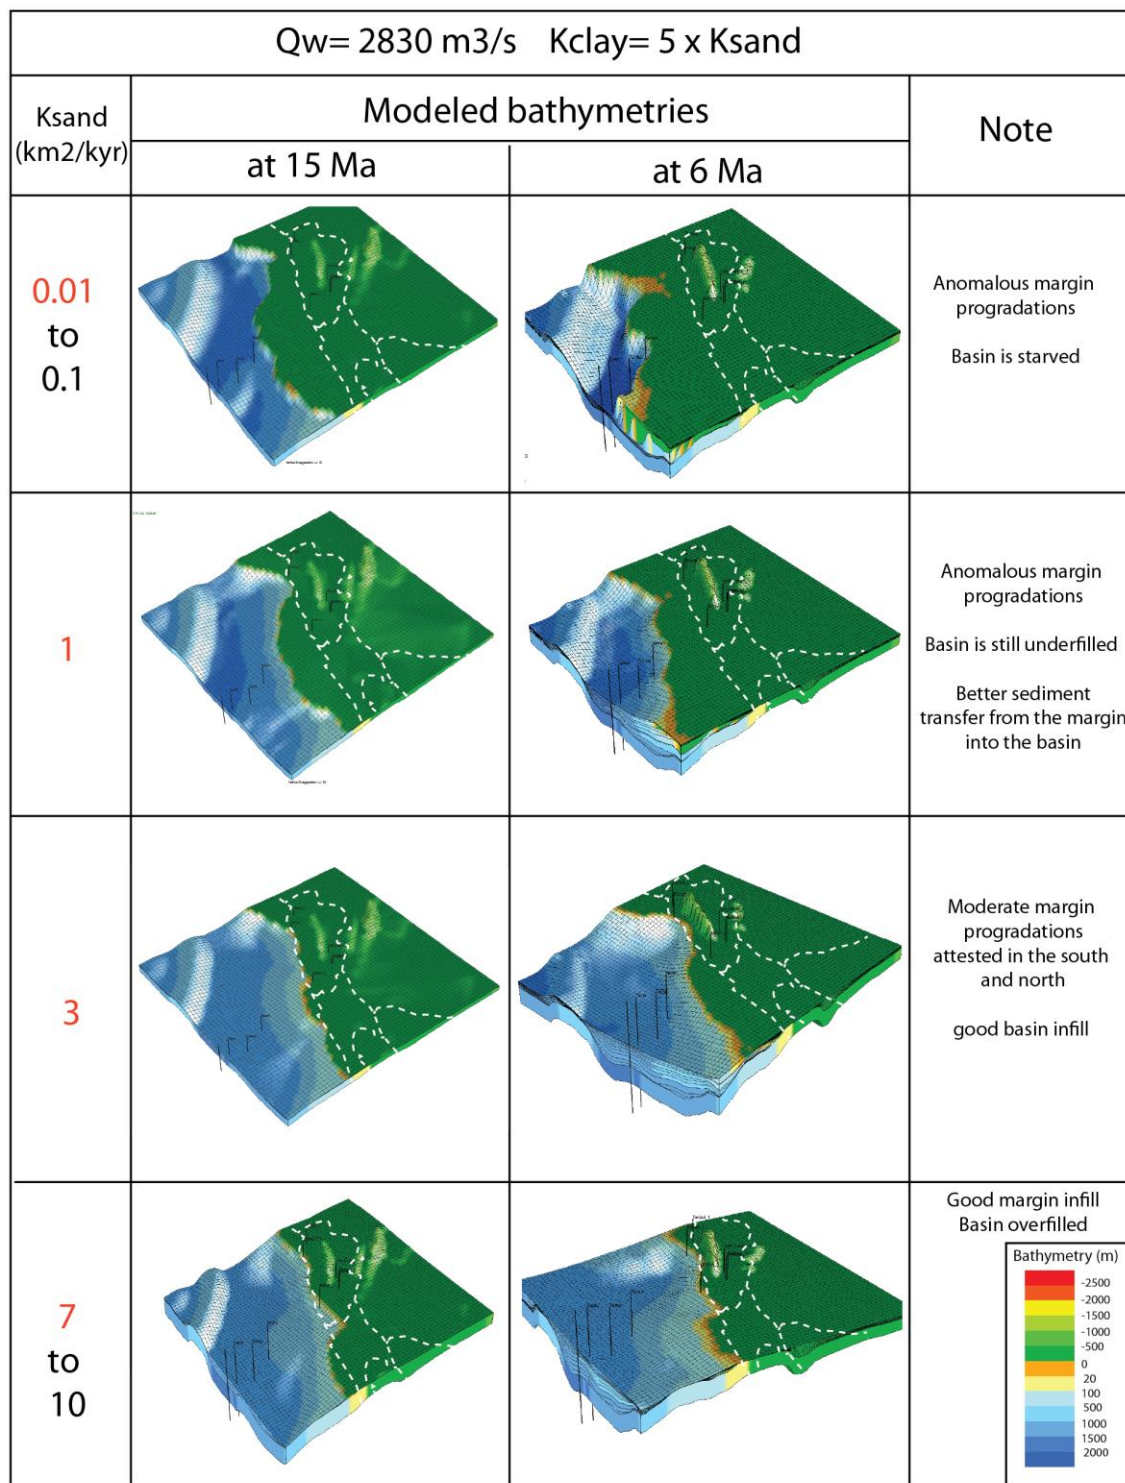 Qw= 2830 m3/s    Kclay= 5 x Ksand
Ksand
(km2/kyr)
Modeled bathymetries
Note
at 15 Ma
at 6 Ma
0.01
to
0.1
Anomalous margin
progradations
Basin is starved
1
Anomalous margin
progradations
Basin is still underfilled
Better sediment
transfer from the margin
into the basin
3
Moderate margin
progradations
attested in the south
and north
good basin infill
7
to
10
Good margin infill
Basin overfilled
Bathymetry (m)
-2500
-2000
-1500
-1000
-500
0
20
100
500
1000
1500
2000